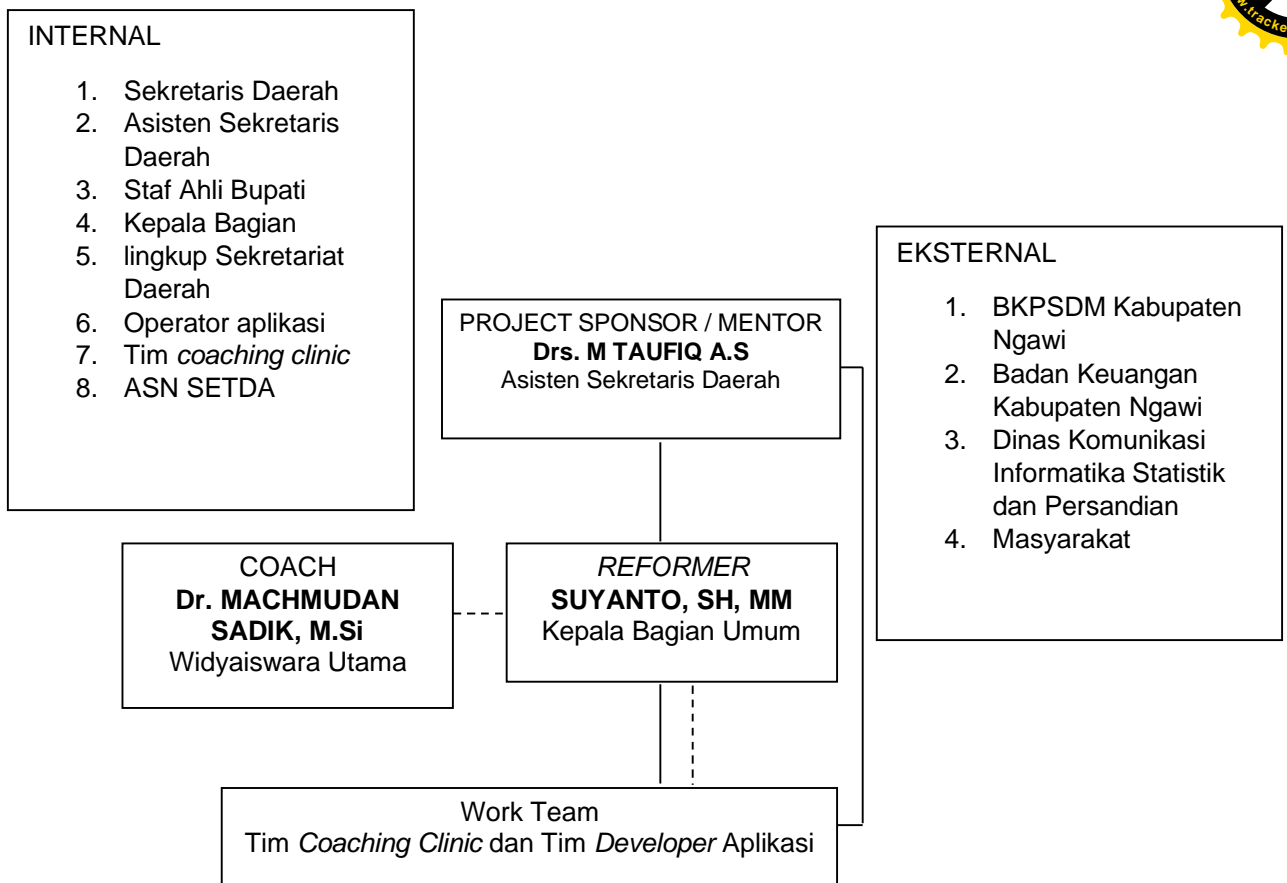 INTERNAL
1. Sekretaris Daerah
2. Asisten Sekretaris
Daerah
3. Staf Ahli Bupati
4. Kepala Bagian
5. lingkup Sekretariat
Daerah
6. Operator aplikasi
7. Tim coaching clinic
8. ASN SETDA
EKSTERNAL
1. BKPSDM Kabupaten
Ngawi
2. Badan Keuangan
Kabupaten Ngawi
3. Dinas Komunikasi
Informatika Statistik
dan Persandian
4. Masyarakat
PROJECT SPONSOR / MENTOR
Drs. M TAUFIQ A.S
Asisten Sekretaris Daerah
COACH
Dr. MACHMUDAN
SADIK, M.Si
Widyaiswara Utama
REFORMER
SUYANTO, SH, MM
Kepala Bagian Umum
Work Team
Tim Coaching Clinic dan Tim Developer Aplikasi